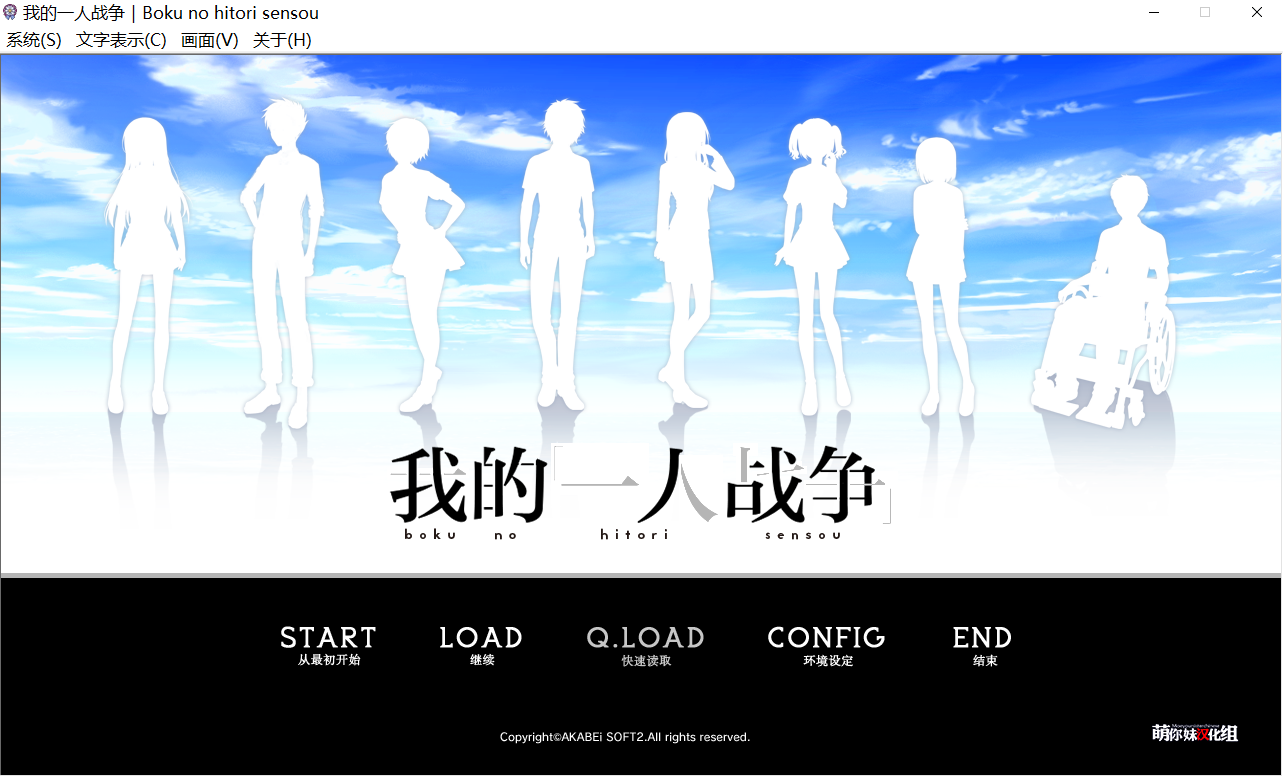 我的一人战争 | Boku no hitori sensou
系统(S) 文字表示(C) 画面(V) 关于(H)
我的「一人战争」
boku no hitori sensou
START LOAD Q.LOAD CONFIG END
从最初开始 继续 快速读取 环境设定 结束
Copyright©AKABEi SOFT2.All rights reserved.
萌你妹汉化组